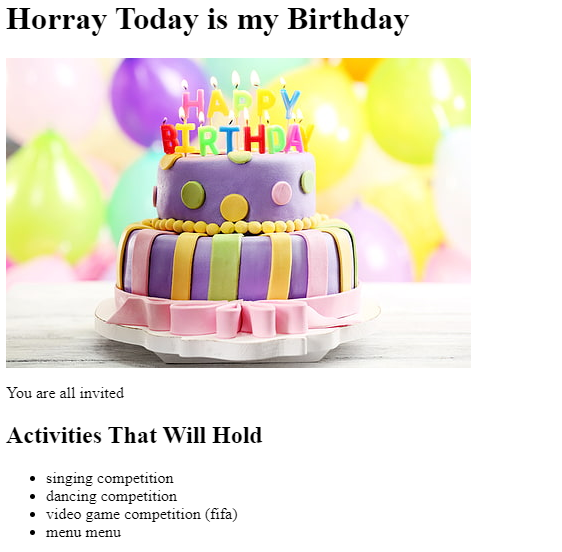 Horray Today is my Birthday
HAPPY
BIRTHDAY
You are all invited
Activities That Will Hold
singing competition
dancing competition
video game competition (fifa)
menu menu